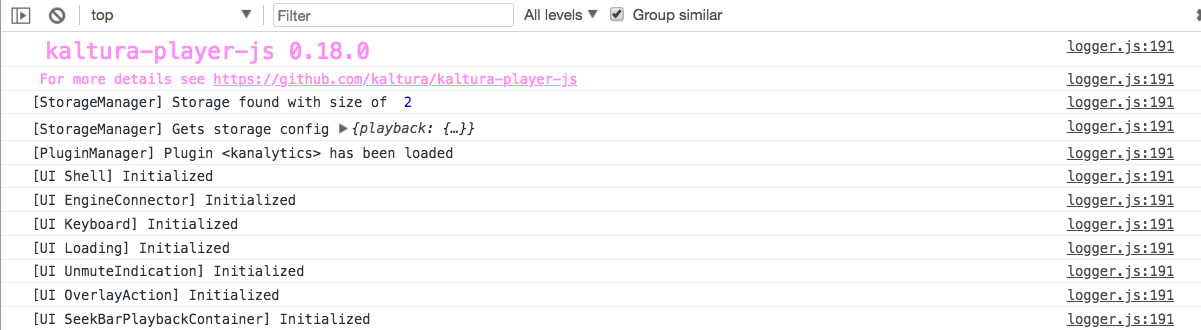 top Filter All levels Group similar
kaltura-player-js 0.18.0 logger.js:191
For more details see https://github.com/kaltura/kaltura-player-js logger.js:191
[StorageManager] Storage found with size of 2 logger.js:191
[StorageManager] Gets storage config ▶{playback: {…}} logger.js:191
[PluginManager] Plugin <kanalytics> has been loaded logger.js:191
[UI Shell] Initialized logger.js:191
[UI EngineConnector] Initialized logger.js:191
[UI Keyboard] Initialized logger.js:191
[UI Loading] Initialized logger.js:191
[UI UnmuteIndication] Initialized logger.js:191
[UI OverlayAction] Initialized logger.js:191
[UI SeekBarPlaybackContainer] Initialized logger.js:191